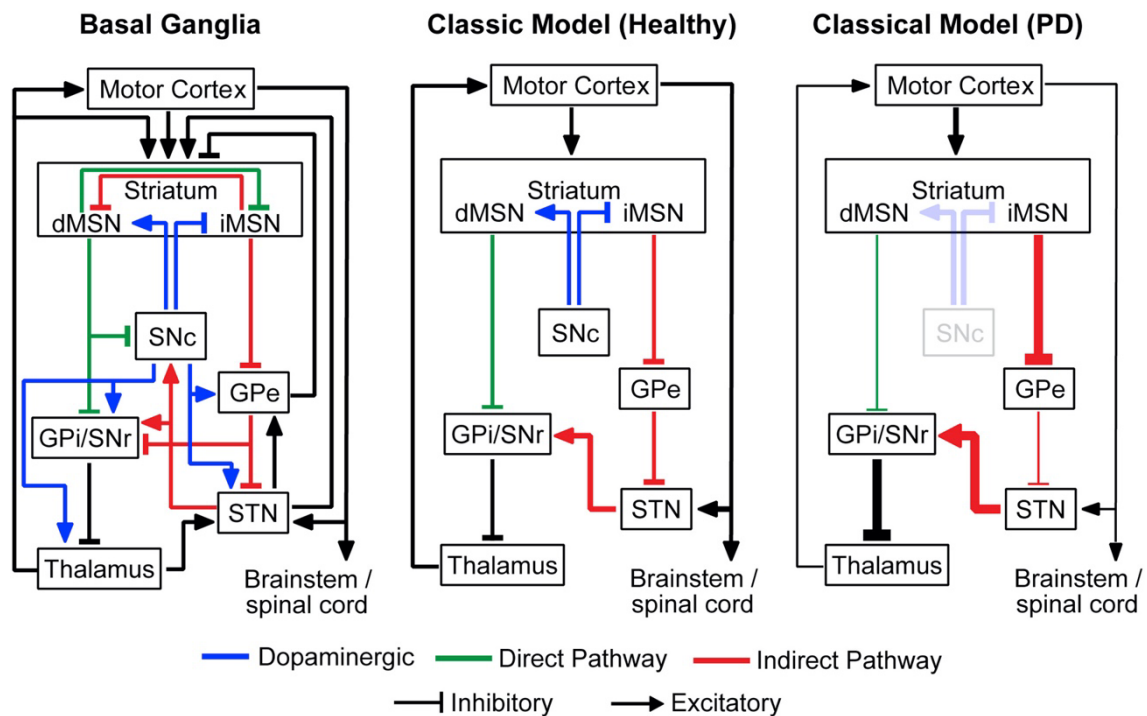 Basal Ganglia
Motor Cortex
Striatum
dMSN iMSN
SNc
GPe
GPi/SNr
STN
Thalamus
Brainstem /
spinal cord
Classic Model (Healthy)
Motor Cortex
Striatum
dMSN iMSN
SNc
GPe
GPi/SNr
STN
Thalamus
Brainstem /
spinal cord
Classical Model (PD)
Motor Cortex
Striatum
dMSN iMSN
SNc
GPe
GPi/SNr
STN
Thalamus
Brainstem /
spinal cord
Dopaminergic Direct Pathway Indirect Pathway
Inhibitory Excitatory